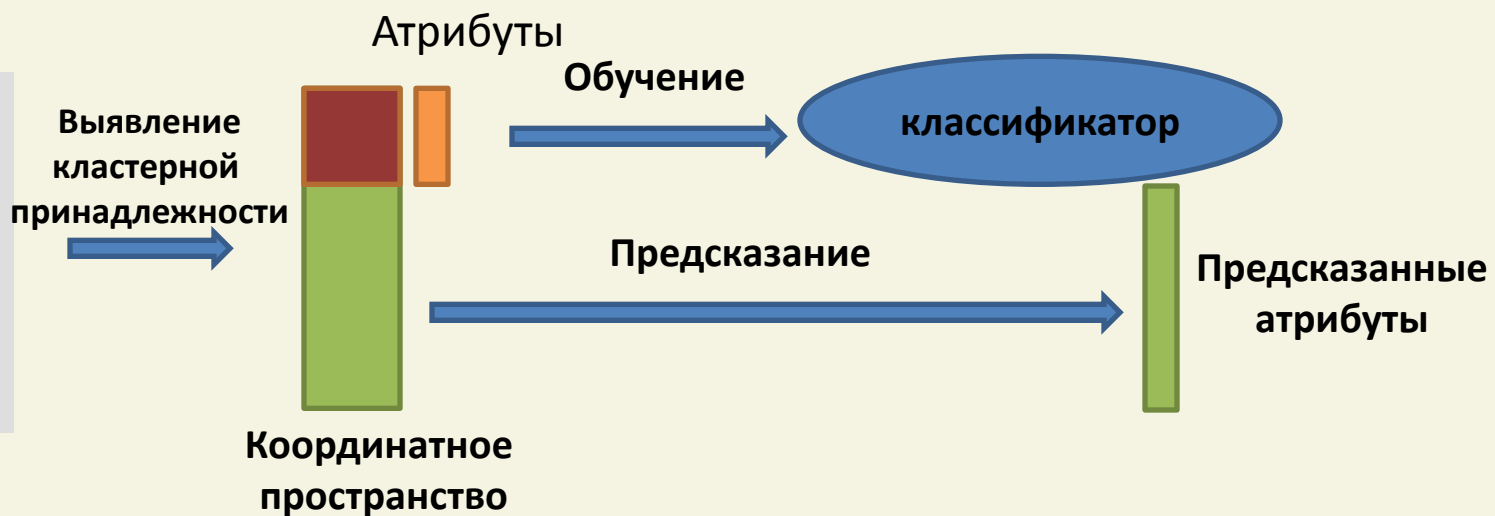 Атрибуты
Обучение
классификатор
Выявление
кластерной
принадлежности
Предсказание
Предсказанные
атрибуты
Координатное
пространство